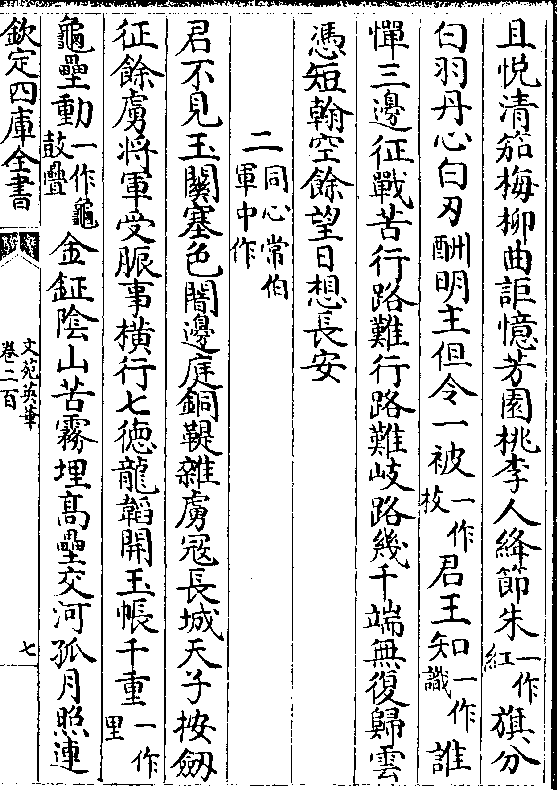 且悅清笳梅柳曲詎憶芳園桃李人絳節朱一作紅旗分
白羽丹心白刃酬明主但令一被一作枚君王知一作識誰
憚三邊征戰苦行路難行路難岐路幾千端無復歸雲
憑短翰空餘望日想長安
二同心常伯軍中作
君不見玉關塞色闇邊庭銅鞮雜虜冦長城天子按劒
征餘虜將軍受脤事橫行七德龍韜開玉帳千重一作里
龜壘動一作龜鼓疊金鉦陰山苦霧埋高壘交河孤月照連
欽定四庫全書
文苑英華
卷二百
七